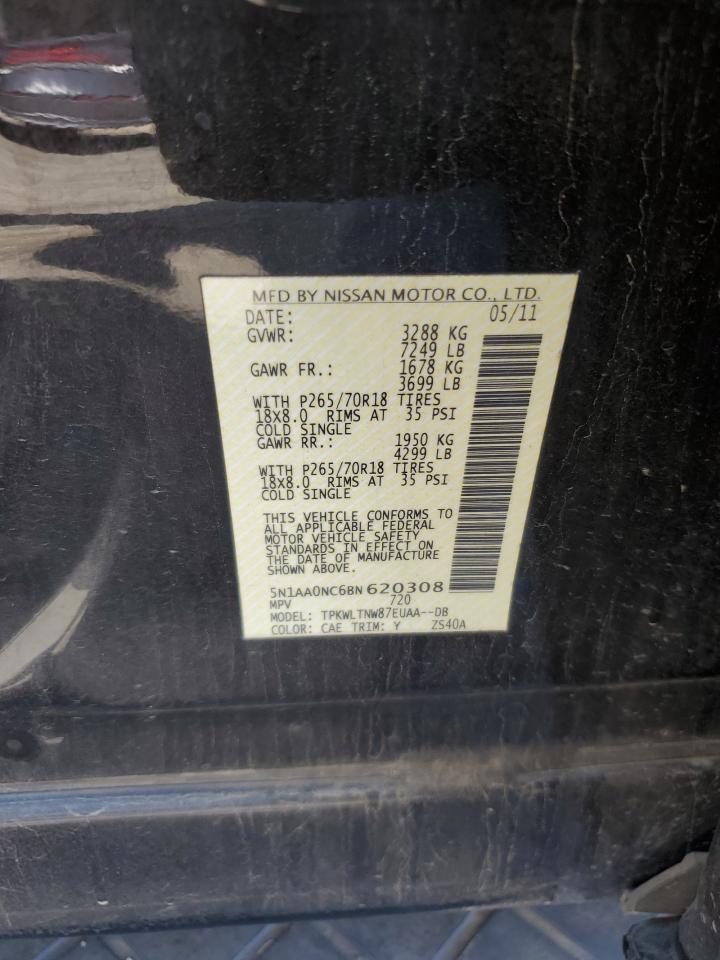 MFD BY NISSAN MOTOR CO., LTD.
DATE: 05/11
GVWR: 3288 KG
7249 LB
GAWR FR.: 1678 KG
3699 LB
WITH P265/70R18 TIRES
18X8.0 RIMS AT 35 PSI
COLD SINGLE
GAWR RR.: 1950 KG
4299 LB
WITH P265/70R18 TIRES
18X8.0 RIMS AT 35 PSI
COLD SINGLE
THIS VEHICLE CONFORMS TO
ALL APPLICABLE FEDERAL
MOTOR VEHICLE SAFETY
STANDARDS IN EFFECT ON
THE DATE OF MANUFACTURE
SHOWN ABOVE.
5N1AA0NC6BN 620308
MPV 720
MODEL: TPKWLTNW87EUAA--DB
COLOR: CAE TRIM: Y ZS40A